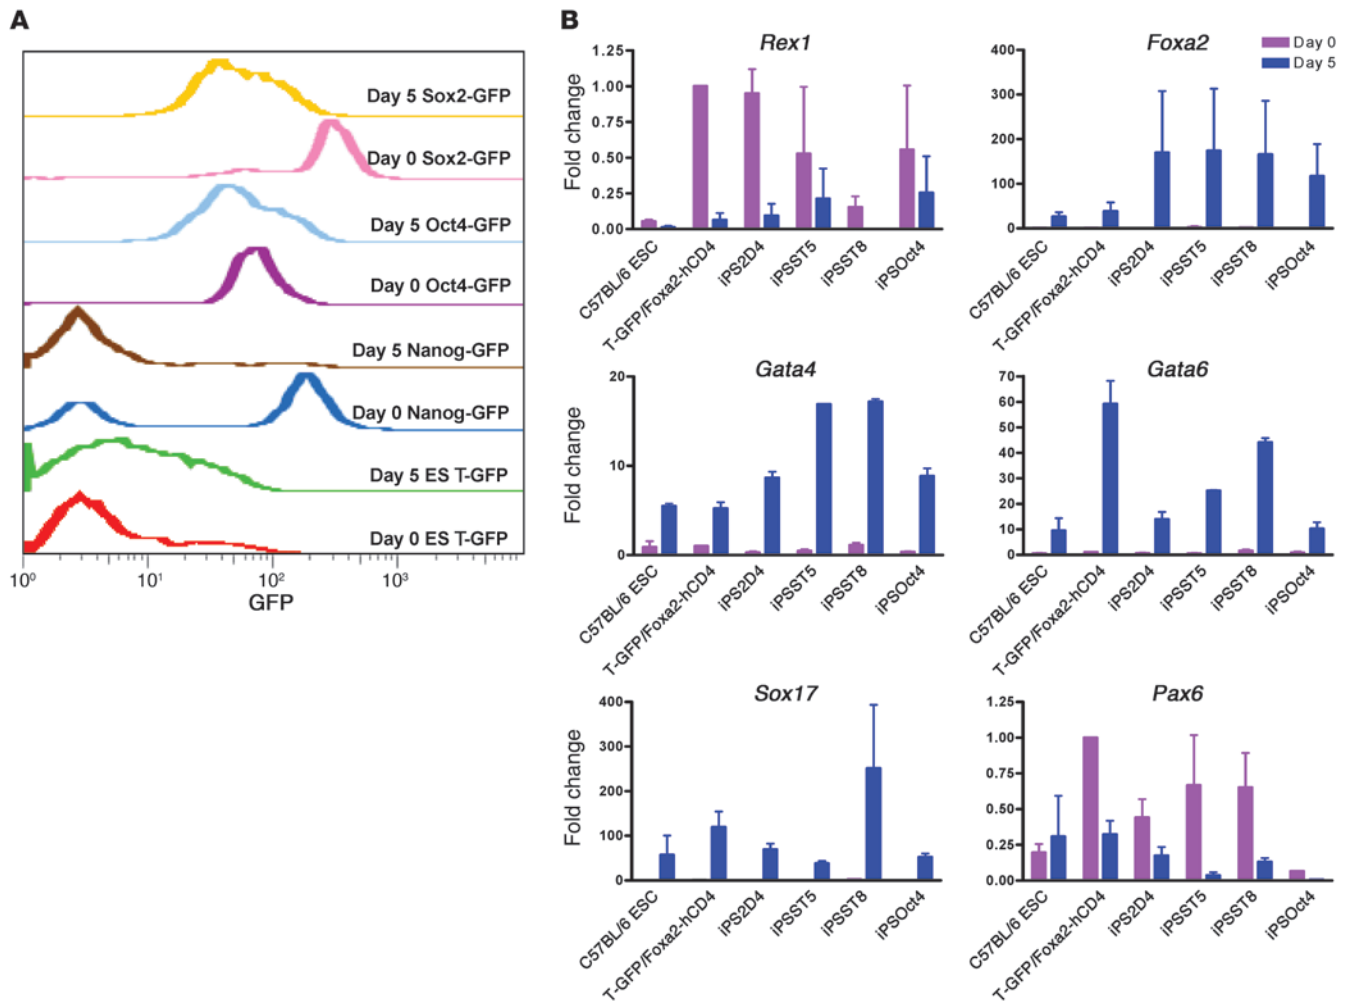 A
Day 5 Sox2-GFP
Day 0 Sox2-GFP
Day 5 Oct4-GFP
Day 0 Oct4-GFP
Day 5 Nanog-GFP
Day 0 Nanog-GFP
Day 5 ES T-GFP
Day 0 ES T-GFP
10⁰ 10¹ 10² 10³
GFP
B
Rex1
Fold change
1.25
1.00
0.75
0.50
0.25
0.00
C57BL/6 ESC
T-GFP/Foxa2-hCD4
iPS2D4
iPSST5
iPSST8
iPSOct4
Foxa2
Day 0
Day 5
400
300
200
100
0
C57BL/6 ESC
T-GFP/Foxa2-hCD4
iPS2D4
iPSST5
iPSST8
iPSOct4
Gata4
Fold change
20
10
0
C57BL/6 ESC
T-GFP/Foxa2-hCD4
iPS2D4
iPSST5
iPSST8
iPSOct4
Gata6
70
60
50
40
30
20
10
0
C57BL/6 ESC
T-GFP/Foxa2-hCD4
iPS2D4
iPSST5
iPSST8
iPSOct4
Sox17
Fold change
400
300
200
100
0
C57BL/6 ESC
T-GFP/Foxa2-hCD4
iPS2D4
iPSST5
iPSST8
iPSOct4
Pax6
1.25
1.00
0.75
0.50
0.25
0.00
C57BL/6 ESC
T-GFP/Foxa2-hCD4
iPS2D4
iPSST5
iPSST8
iPSOct4